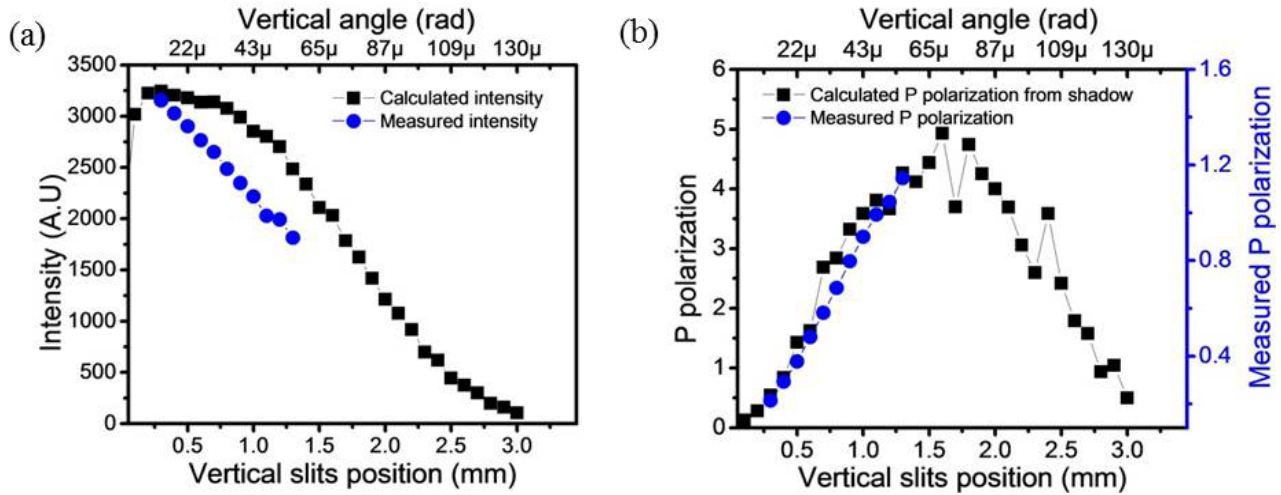 (a)
Vertical angle (rad)
22μ 43μ 65μ 87μ 109μ 130μ
3500
3000
2500
2000
1500
1000
500
0
Intensity (A.U)
Calculated intensity
Measured intensity
0.5 1.0 1.5 2.0 2.5 3.0
Vertical slits position (mm)
(b)
Vertical angle (rad)
22μ 43μ 65μ 87μ 109μ 130μ
6
5
4
3
2
1
0
P polarization
Calculated P polarization from shadow
Measured P polarization
1.6
1.2
0.8
0.4
Measured P polarization
0.5 1.0 1.5 2.0 2.5 3.0
Vertical slits position (mm)